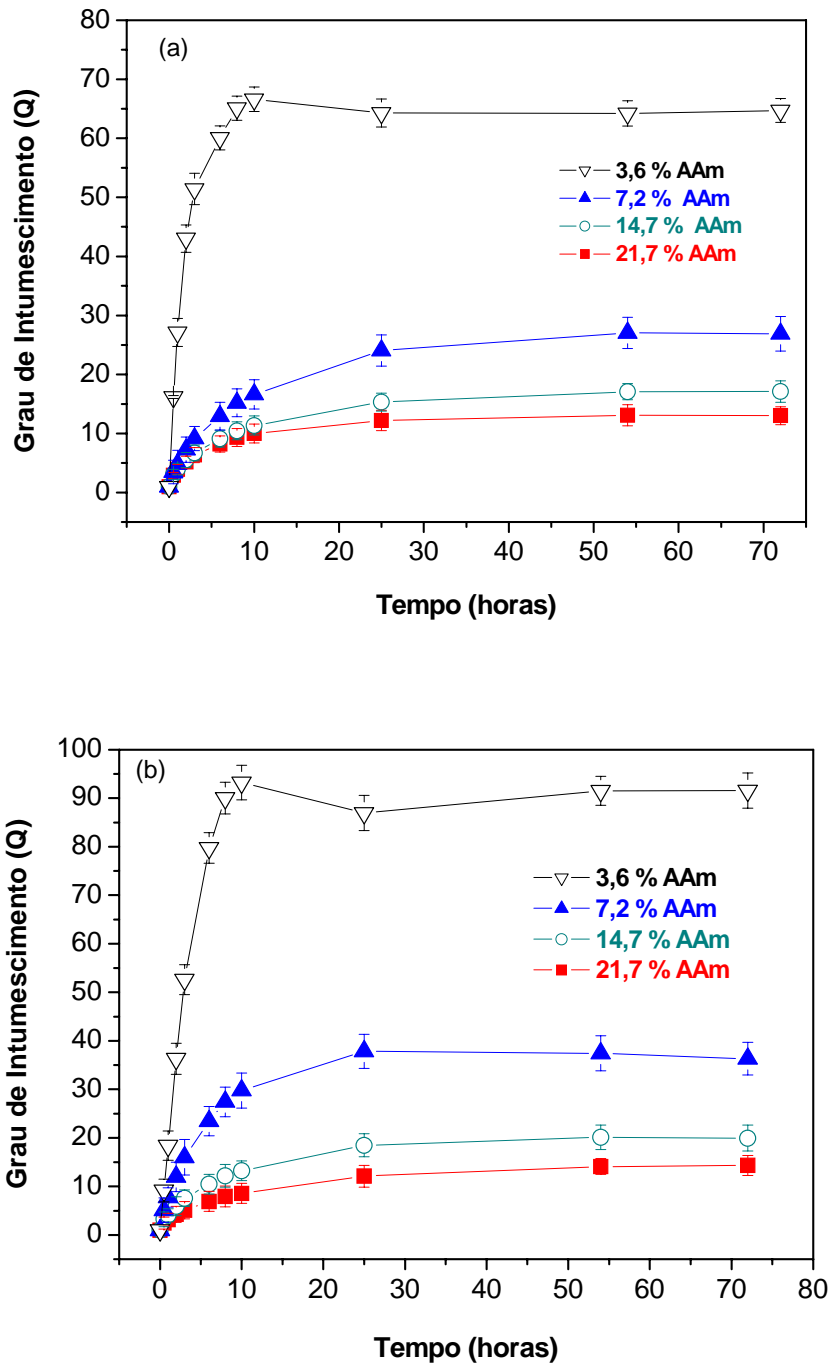 (a)
80
70
60
50
40
30
20
10
0
Grau de Intumescimento (Q)
3,6 % AAm
7,2 % AAm
14,7 % AAm
21,7 % AAm
0 10 20 30 40 50 60 70
Tempo (horas)
(b)
100
90
80
70
60
50
40
30
20
10
0
Grau de Intumescimento (Q)
3,6 % AAm
7,2 % AAm
14,7 % AAm
21,7 % AAm
0 10 20 30 40 50 60 70 80
Tempo (horas)